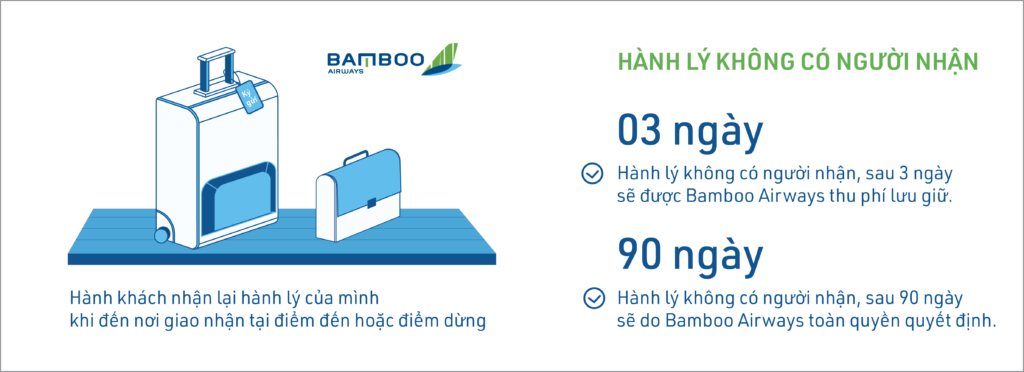 BAMBOO
AIRWAYS
Ký
gửi
Hành khách nhận lại hành lý của mình
khi đến nơi giao nhận tại điểm đến hoặc điểm dừng
HÀNH LÝ KHÔNG CÓ NGƯỜI NHẬN
03 ngày
Hành lý không có người nhận, sau 3 ngày
sẽ được Bamboo Airways thu phí lưu giữ.
90 ngày
Hành lý không có người nhận, sau 90 ngày
sẽ do Bamboo Airways toàn quyền quyết định.